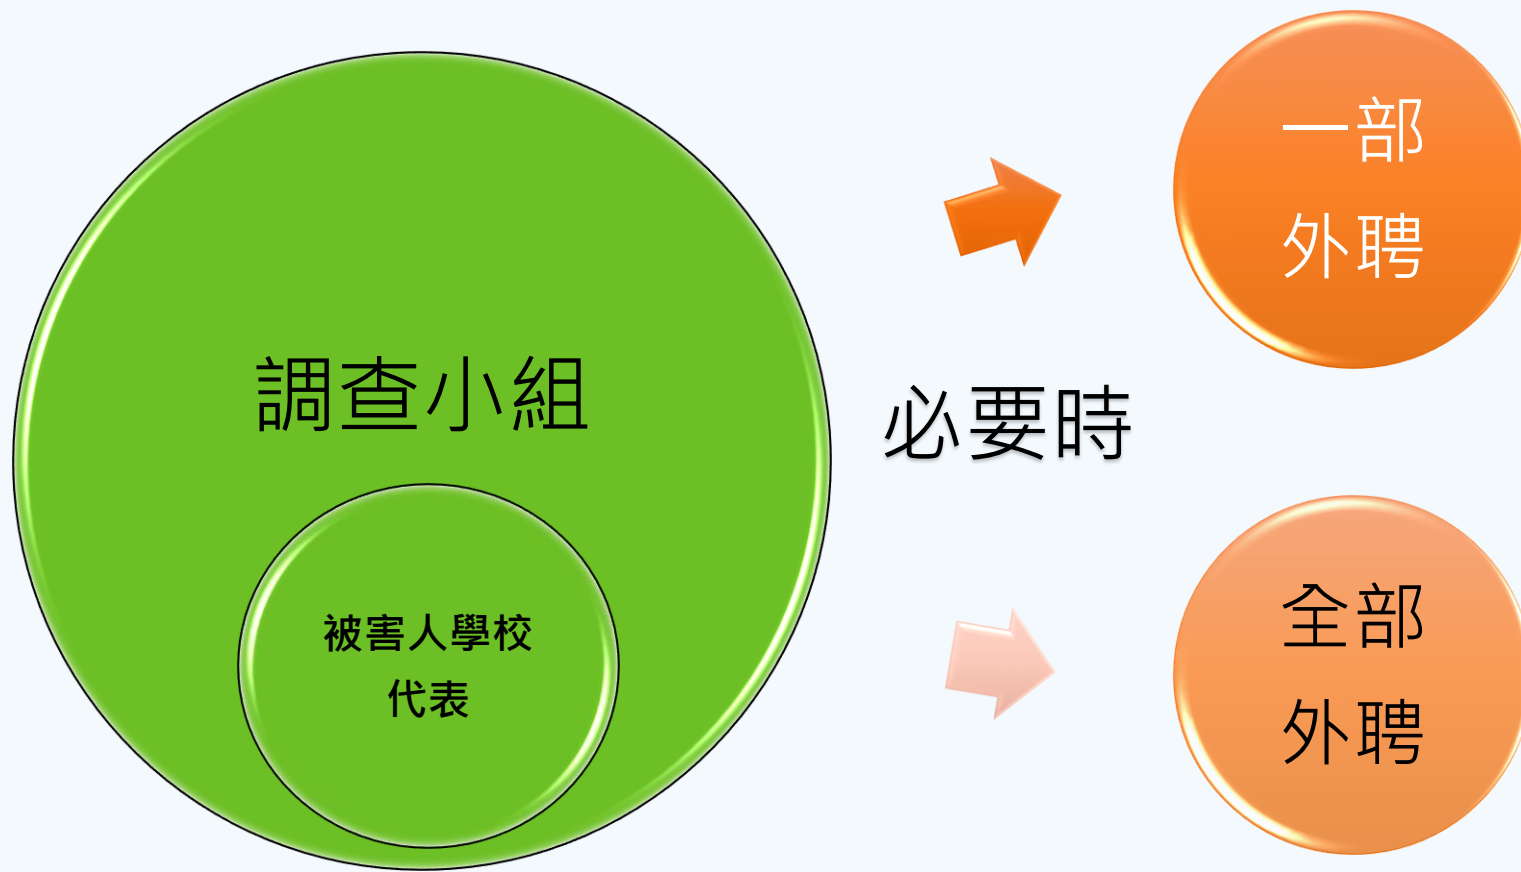 調查小組
被害人學校
代表
必要時
一部
外聘
全部
外聘